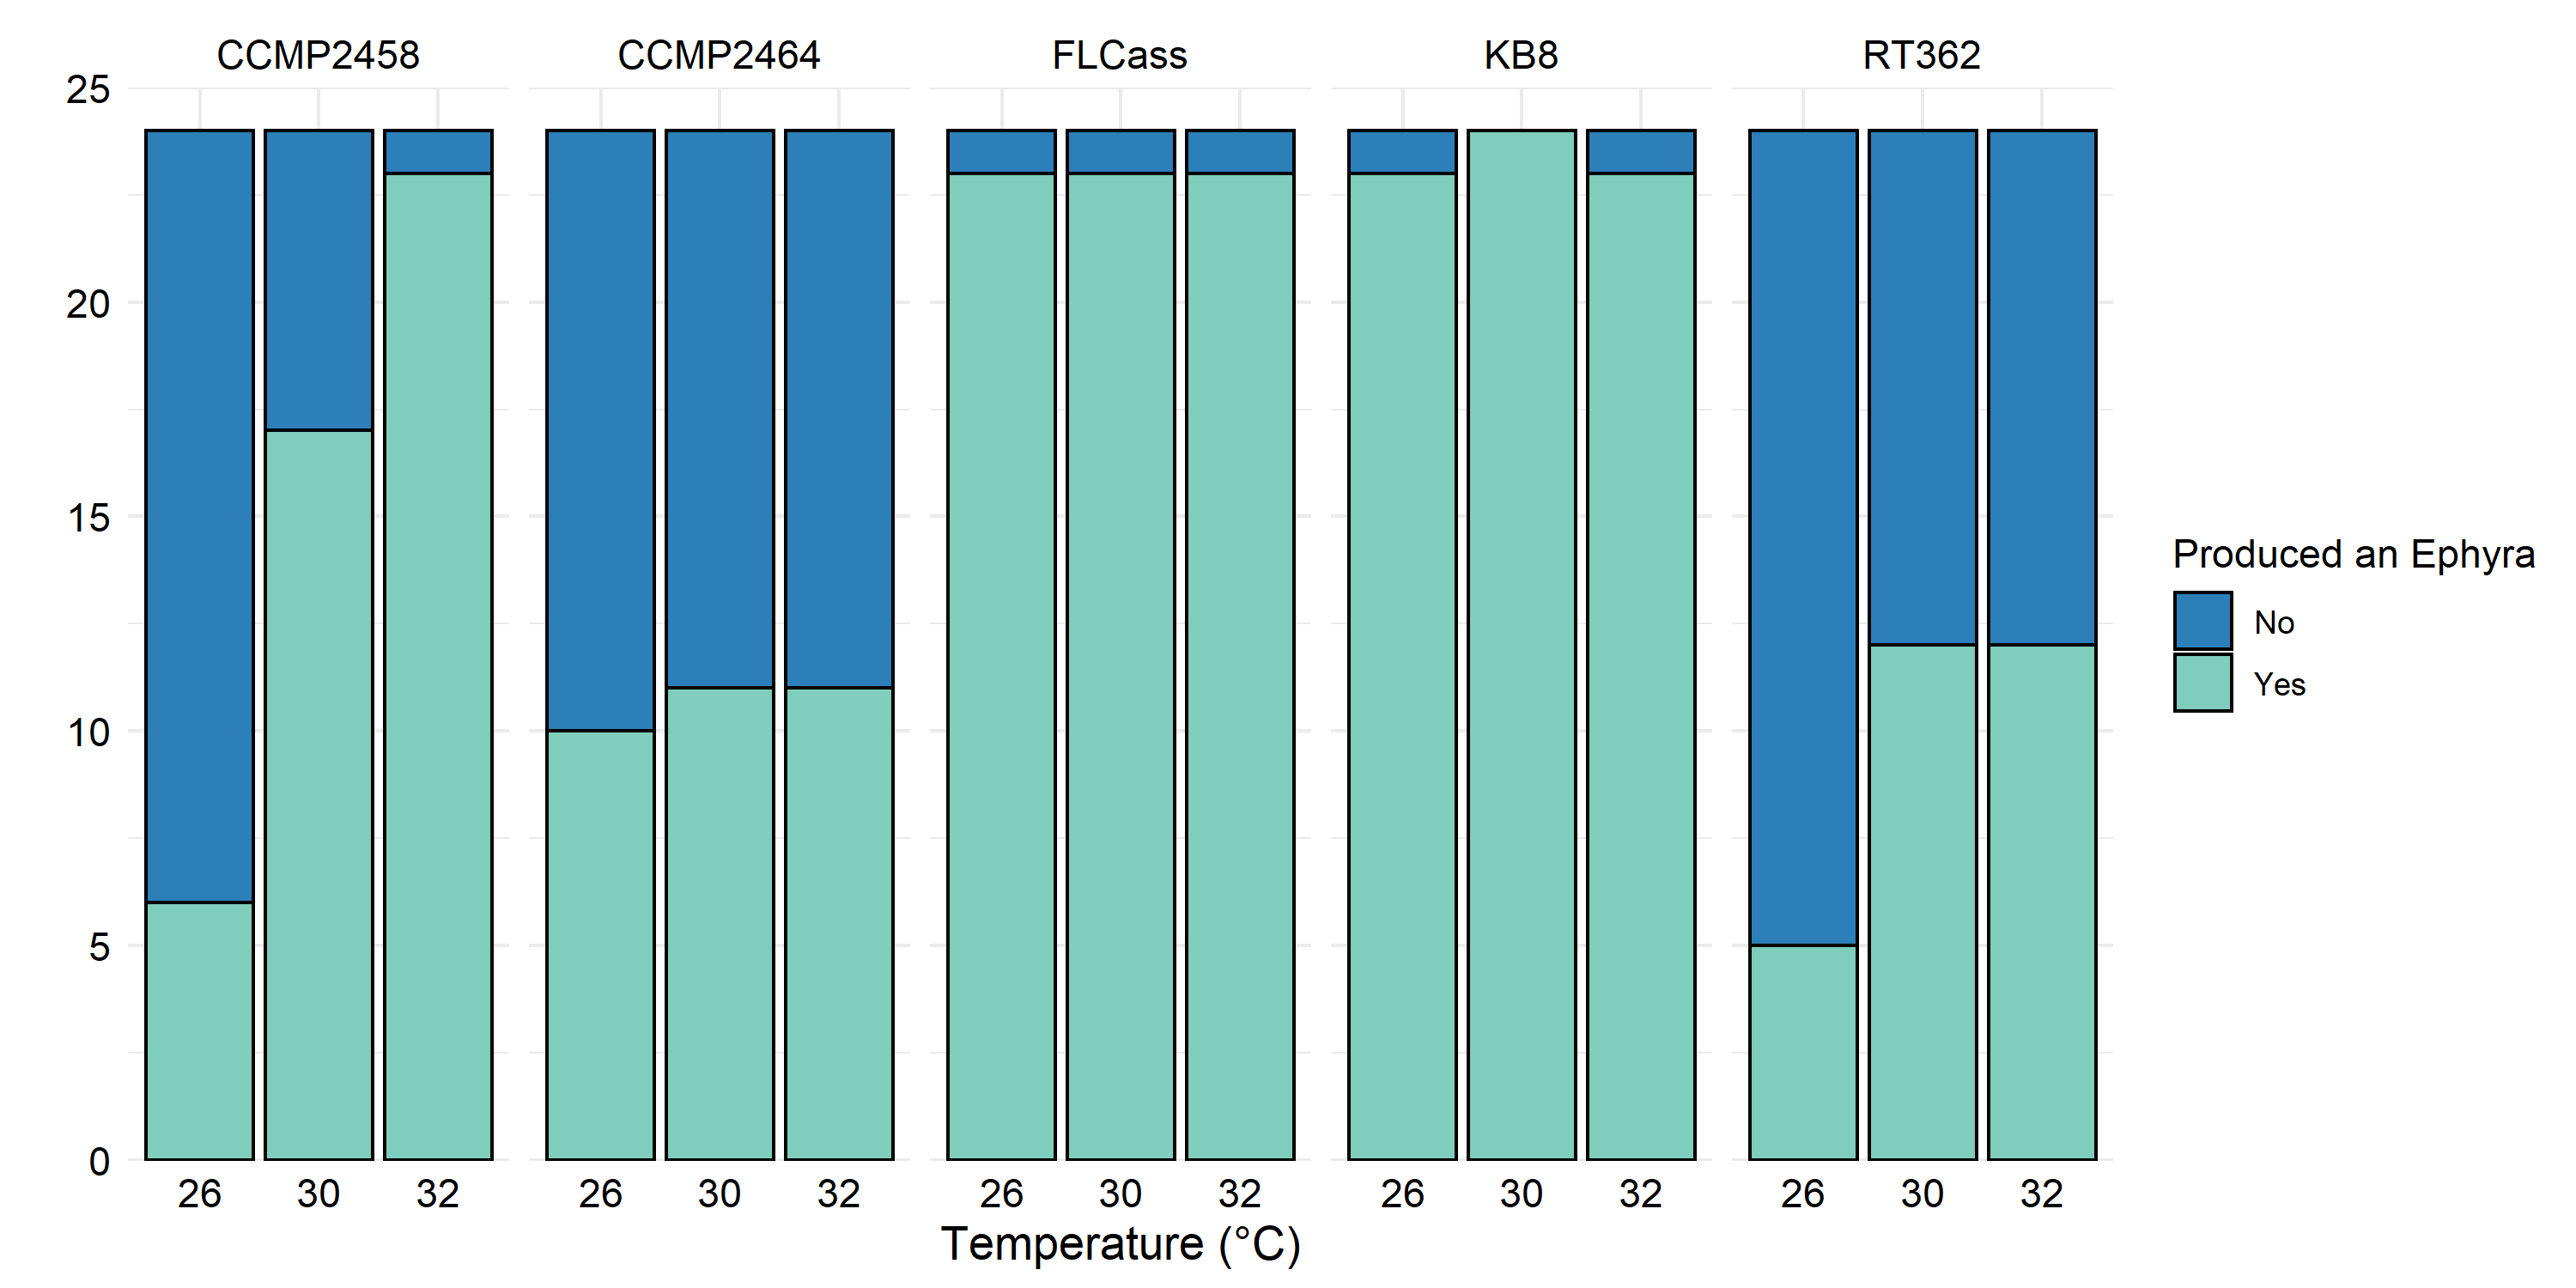 CCMP2458 CCMP2464 FLCass KB8 RT362
25
20
15
10
5
0
Produced an Ephyra
No
Yes
26 30 32 26 30 32 26 30 32 26 30 32 26 30 32
Temperature (°C)